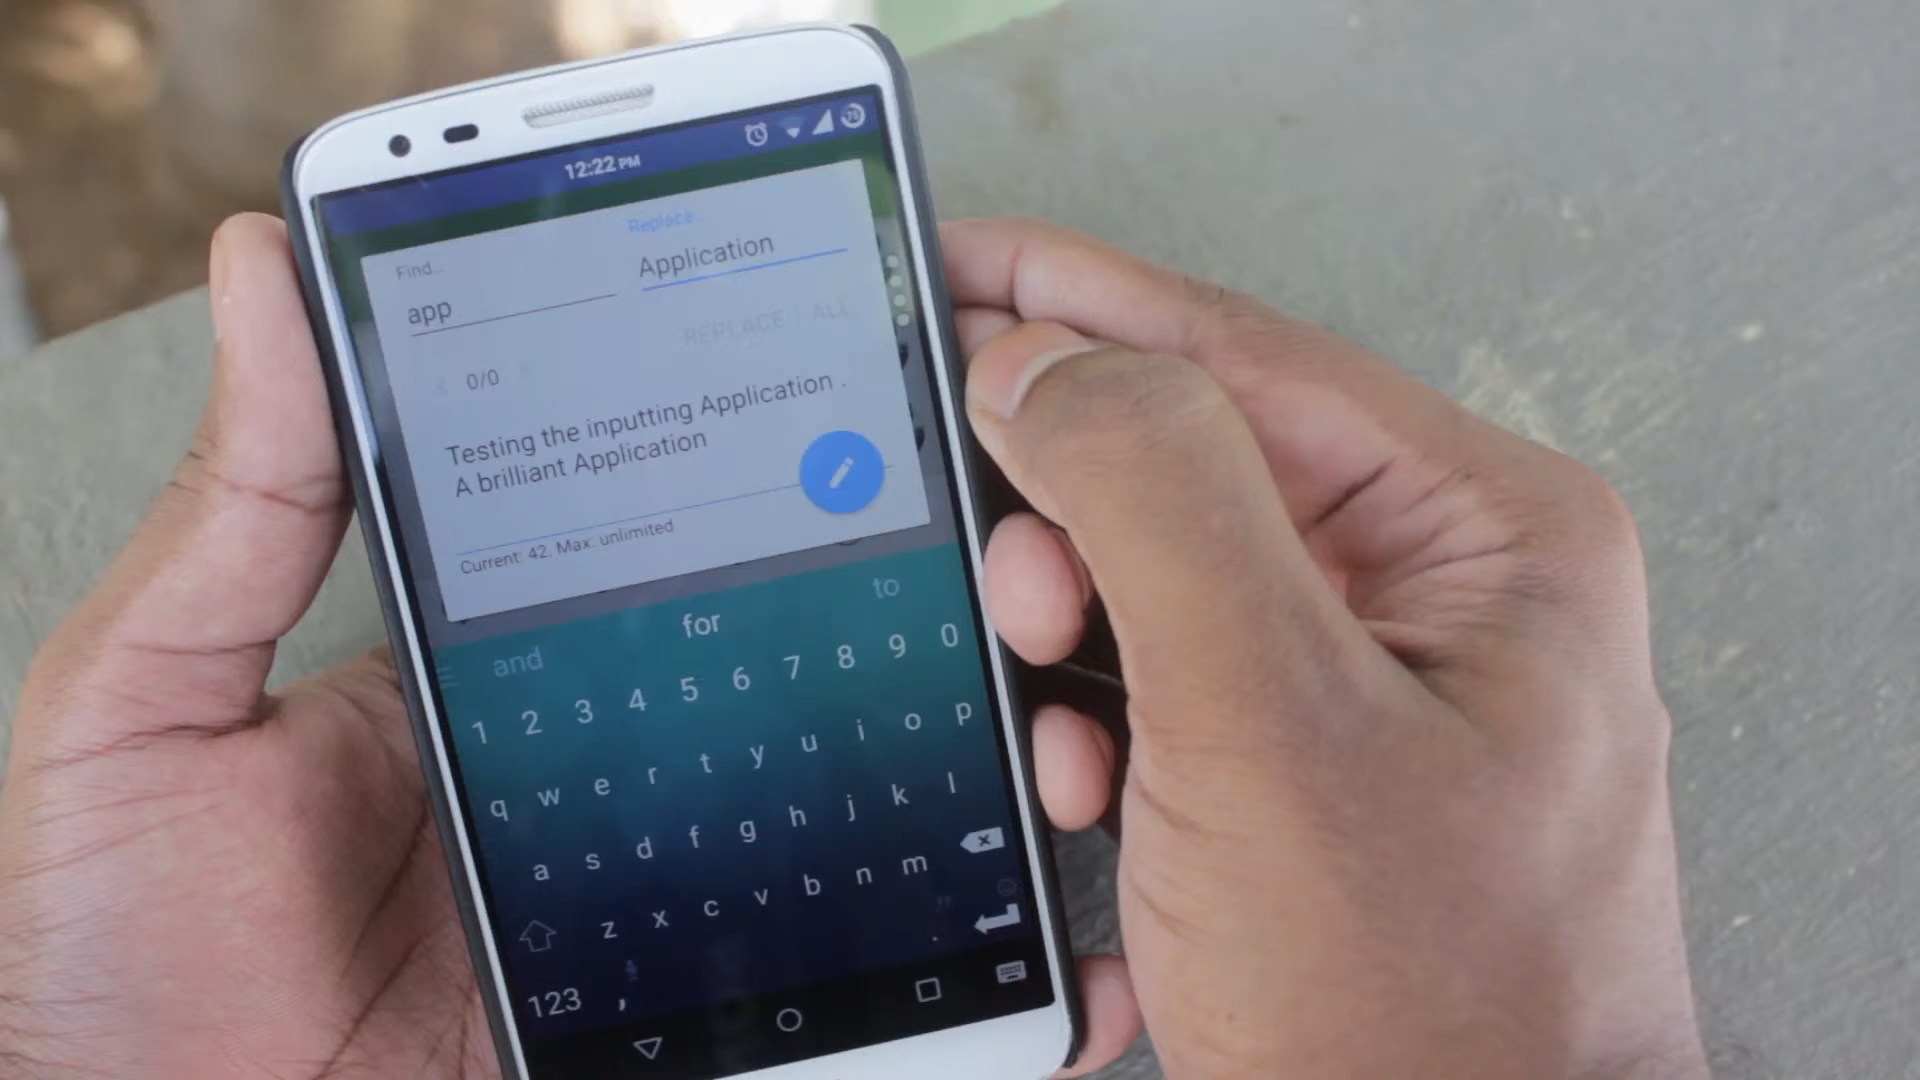 75
12:22 PM
Replace...
Find...
Application
app
REPLACE ALL
0/0
Testing the inputting Application .
A brilliant Application
Current: 42. Max: unlimited
and for to
1 2 3 4 5 6 7 8 9 0
q w e r t y u i o p
a s d f g h j k l
z x c v b n m
123 , .